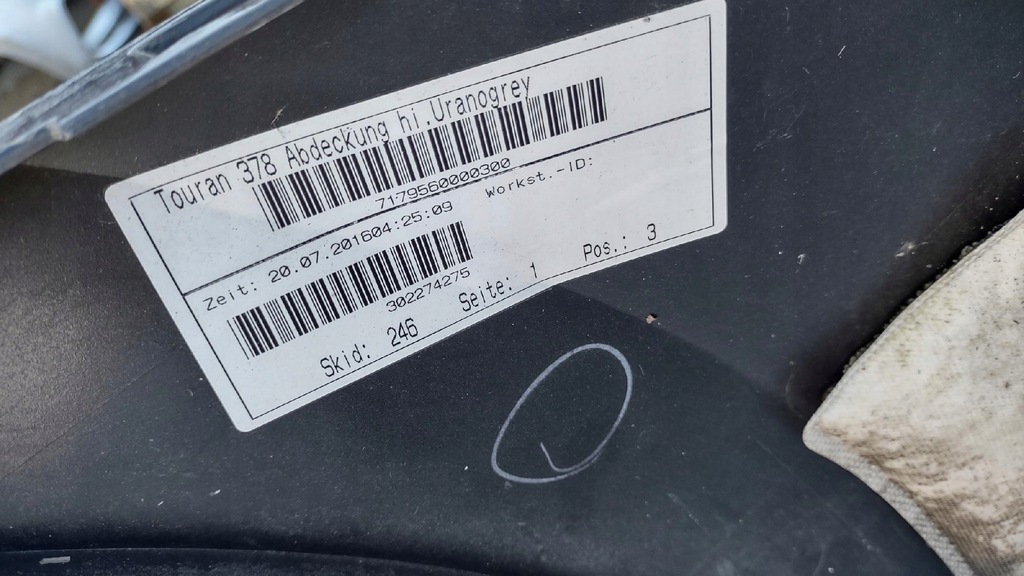 Touran 378 Abdeckung hi.Uranogrey
7179560000300
Zeit: 20.07.201604:25:09 Workst.-ID:
302274275
Skid: 246 Seite: 1 Pos.: 3